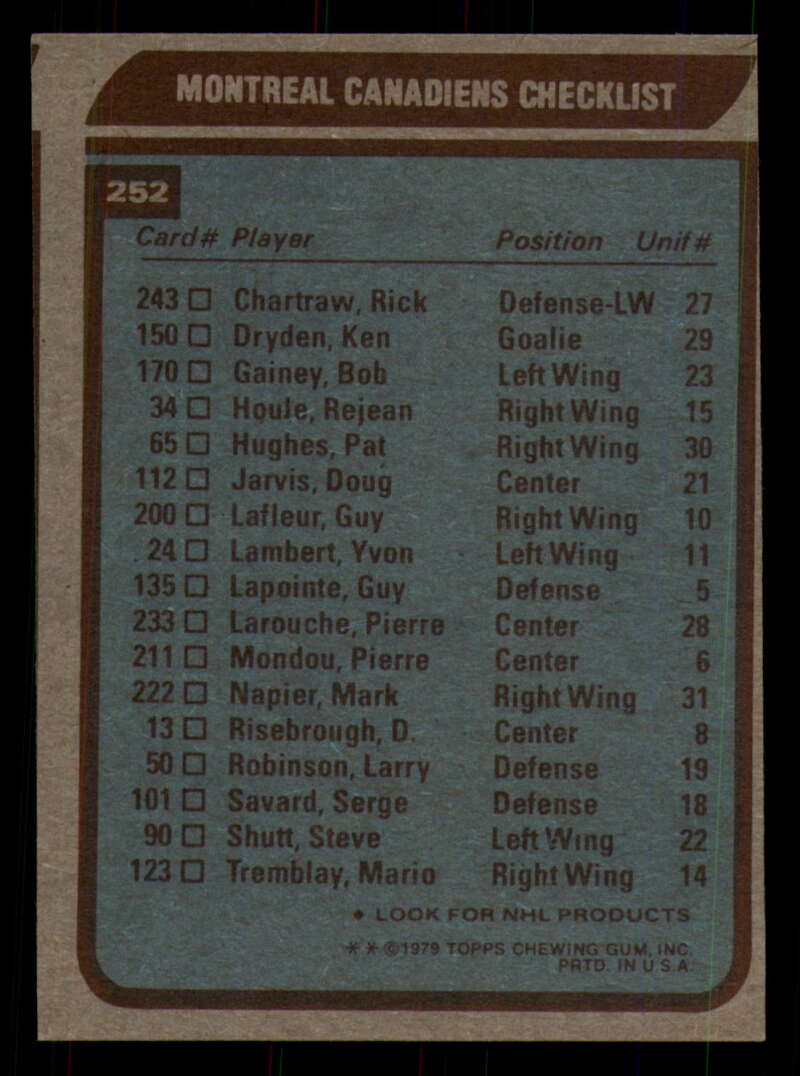 MONTREAL CANADIENS CHECKLIST
252
Card# Player Position Unif#
243 □ Chartraw, Rick Defense-LW 27
150 □ Dryden, Ken Goalie 29
170 □ Gainey, Bob Left Wing 23
34 □ Houle, Rejean Right Wing 15
65 □ Hughes, Pat Right Wing 30
112 □ Jarvis, Doug Center 21
200 □ Lafleur, Guy Right Wing 10
24 □ Lambert, Yvon Left Wing 11
135 □ Lapointe, Guy Defense 5
233 □ Larouche, Pierre Center 28
211 □ Mondou, Pierre Center 6
222 □ Napier, Mark Right Wing 31
13 □ Risebrough, D. Center 8
50 □ Robinson, Larry Defense 19
101 □ Savard, Serge Defense 18
90 □ Shutt, Steve Left Wing 22
123 □ Tremblay, Mario Right Wing 14
• LOOK FOR NHL PRODUCTS
* * ©1979 TOPPS CHEWING GUM, INC.
PRTD. IN U.S.A.